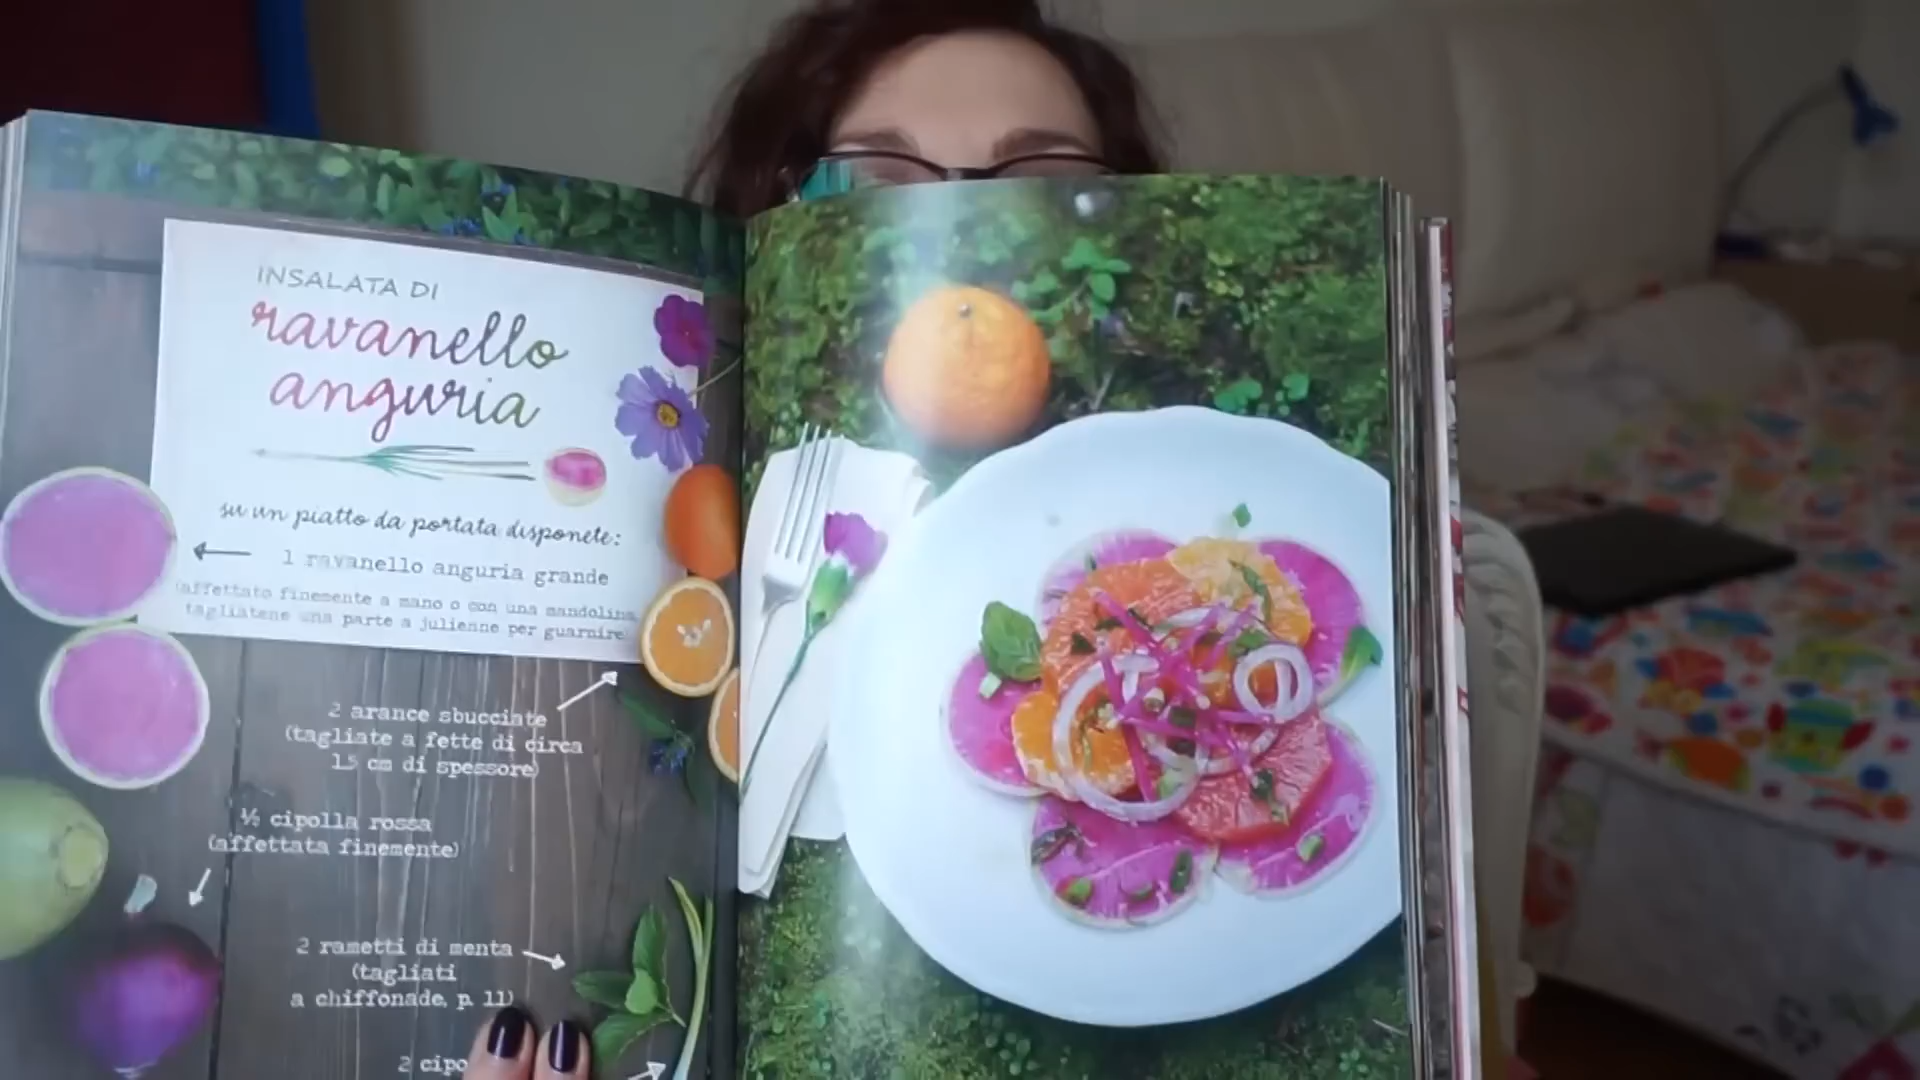 INSALATA DI
ravanello
anguria
su un piatto da portata disponete:
1 ravanello anguria grande
(affettato finemente a mano o con una mandolina
tagliatene una parte a julienne per guarnire)
2 arance sbucciate
(tagliate a fette di circa
1.5 cm di spessore)
½ cipolla rossa
(affettata finemente)
2 rametti di menta
(tagliati
a chiffonade, p. 11)
2 cipo